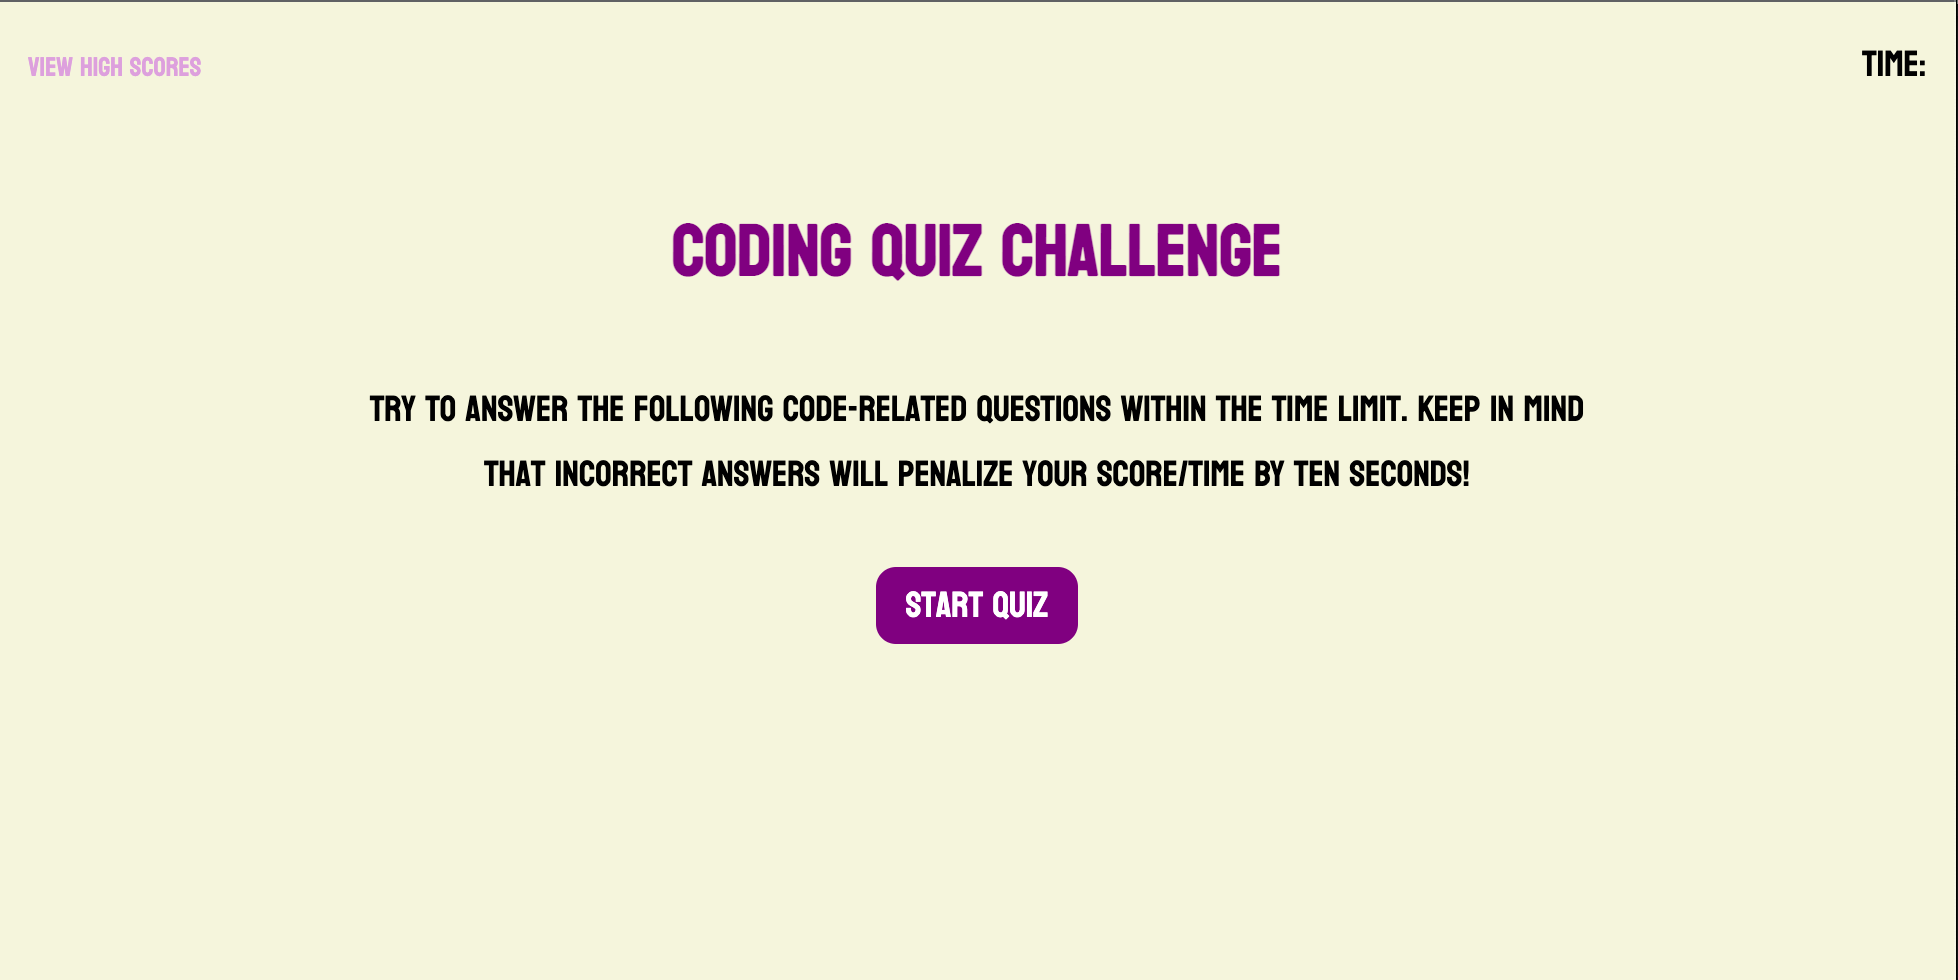 VIEW HIGH SCORES
TIME:
CODING QUIZ CHALLENGE
TRY TO ANSWER THE FOLLOWING CODE-RELATED QUESTIONS WITHIN THE TIME LIMIT. KEEP IN MIND
THAT INCORRECT ANSWERS WILL PENALIZE YOUR SCORE/TIME BY TEN SECONDS!
START QUIZ